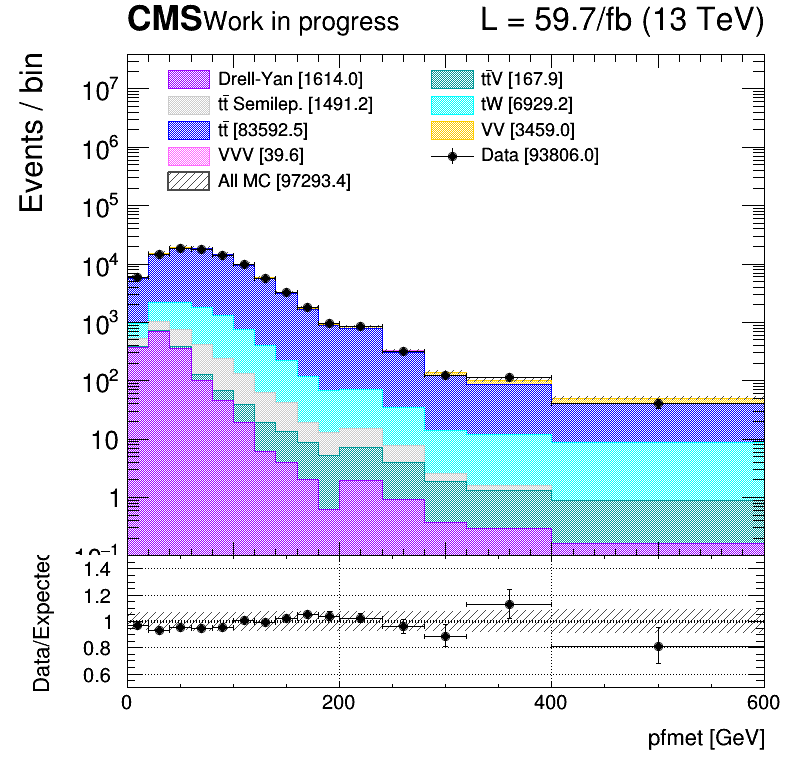 CMS Work in progress L = 59.7/fb (13 TeV)
Events / bin
Drell-Yan [1614.0]
tt̄ Semilep. [1491.2]
tt̄ [83592.5]
VVV [39.6]
All MC [97293.4]
tt̄V [167.9]
tW [6929.2]
VV [3459.0]
Data [93806.0]
10⁷
10⁶
10⁵
10⁴
10³
10²
10
1
10⁻¹
Data/Expected
1.4
1.2
1
0.8
0.6
0 200 400 600
pfmet [GeV]